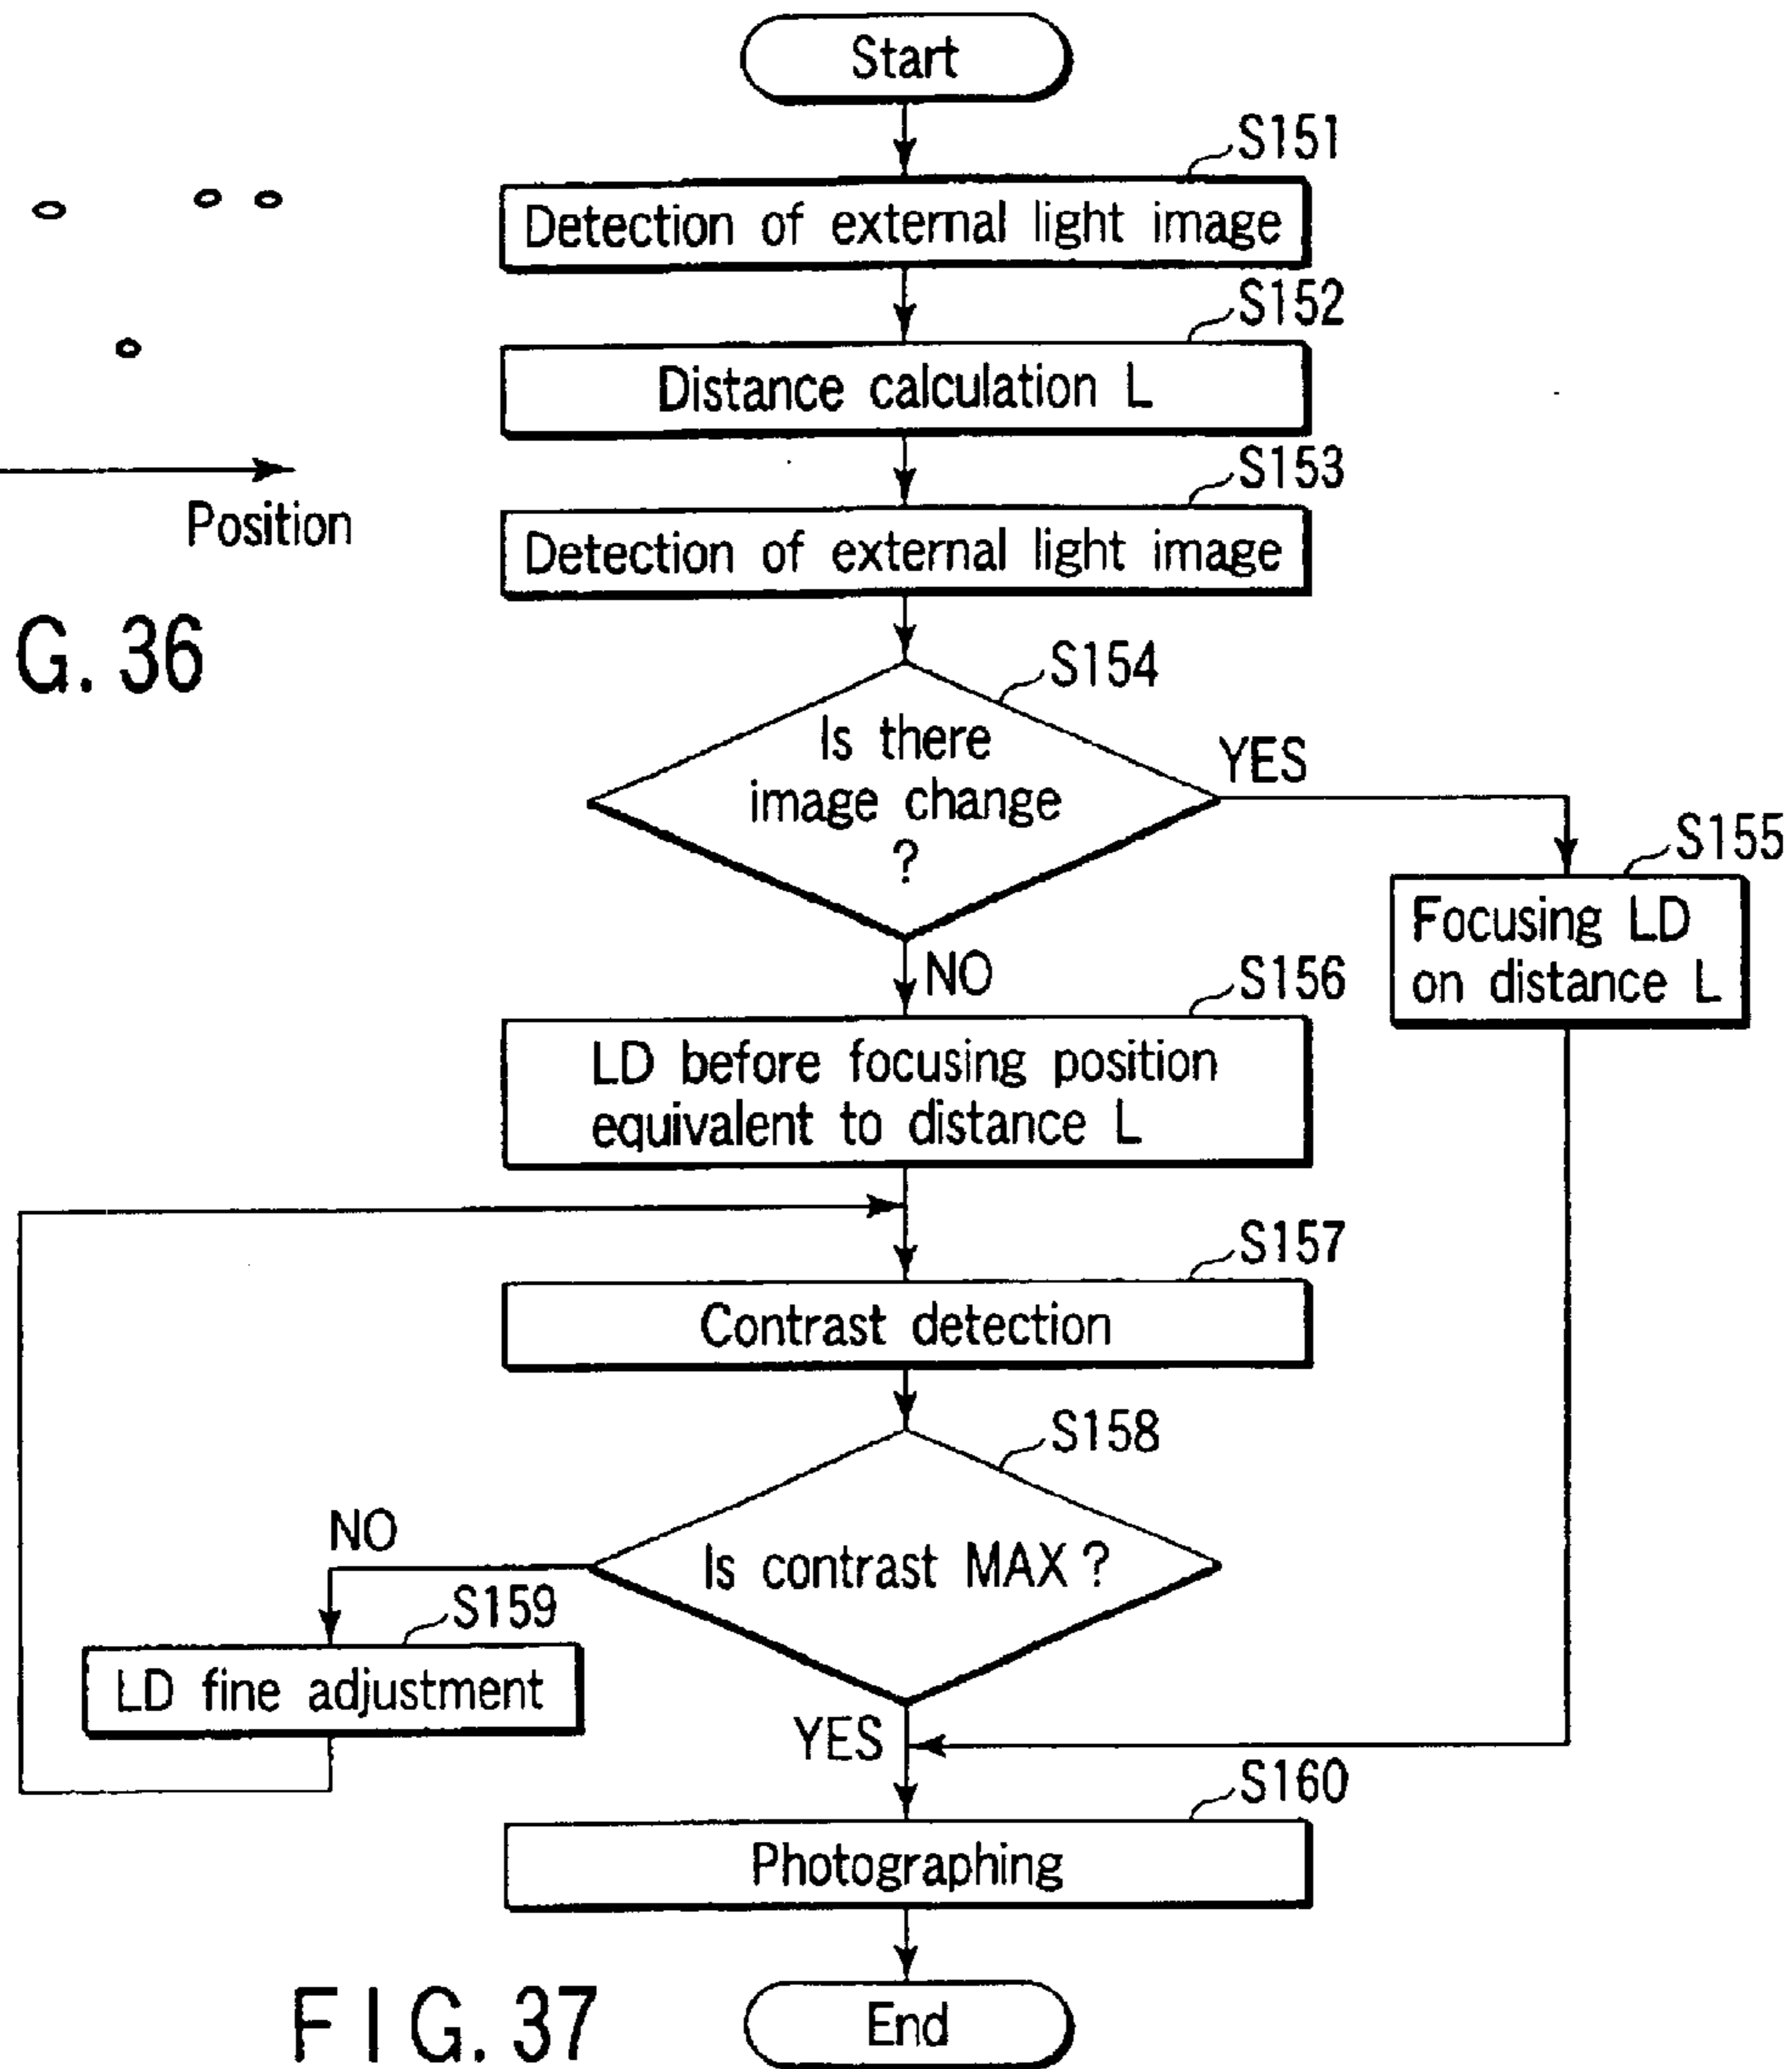 Start
S151
Detection of external light image
S152
Distance calculation L
S153
Detection of external light image
Position
G. 36
S154
Is there
image change
?
YES
S155
Focusing LD
on distance L
NO
S156
LD before focusing position
equivalent to distance L
S157
Contrast detection
S158
Is contrast MAX ?
NO
S159
LD fine adjustment
YES
S160
Photographing
End
FIG. 37